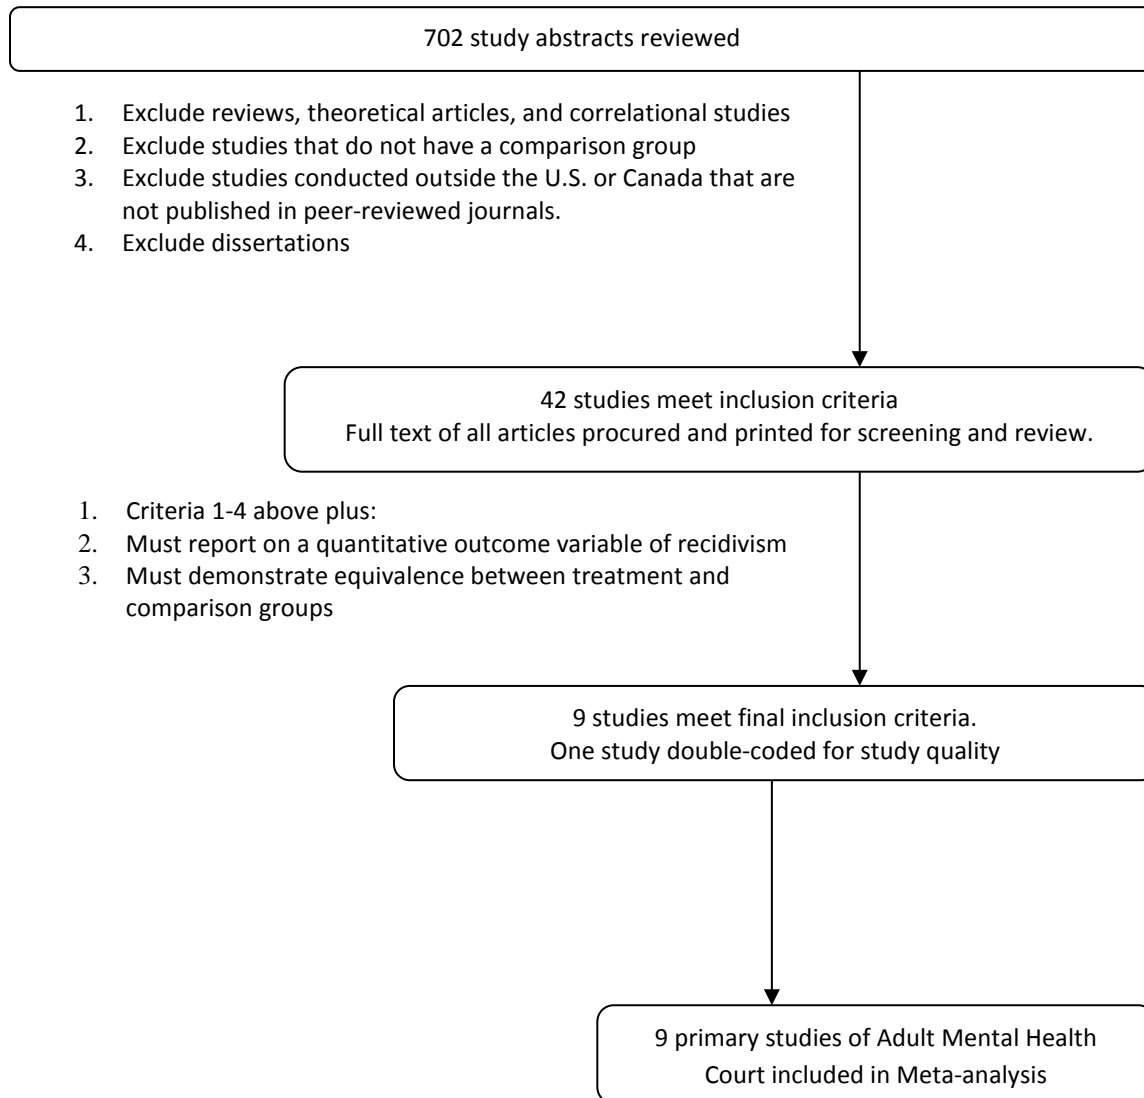 702 study abstracts reviewed
1. Exclude reviews, theoretical articles, and correlational studies
2. Exclude studies that do not have a comparison group
3. Exclude studies conducted outside the U.S. or Canada that are
not published in peer-reviewed journals.
4. Exclude dissertations
42 studies meet inclusion criteria
Full text of all articles procured and printed for screening and review.
1. Criteria 1-4 above plus:
2. Must report on a quantitative outcome variable of recidivism
3. Must demonstrate equivalence between treatment and
comparison groups
9 studies meet final inclusion criteria.
One study double-coded for study quality
9 primary studies of Adult Mental Health
Court included in Meta-analysis